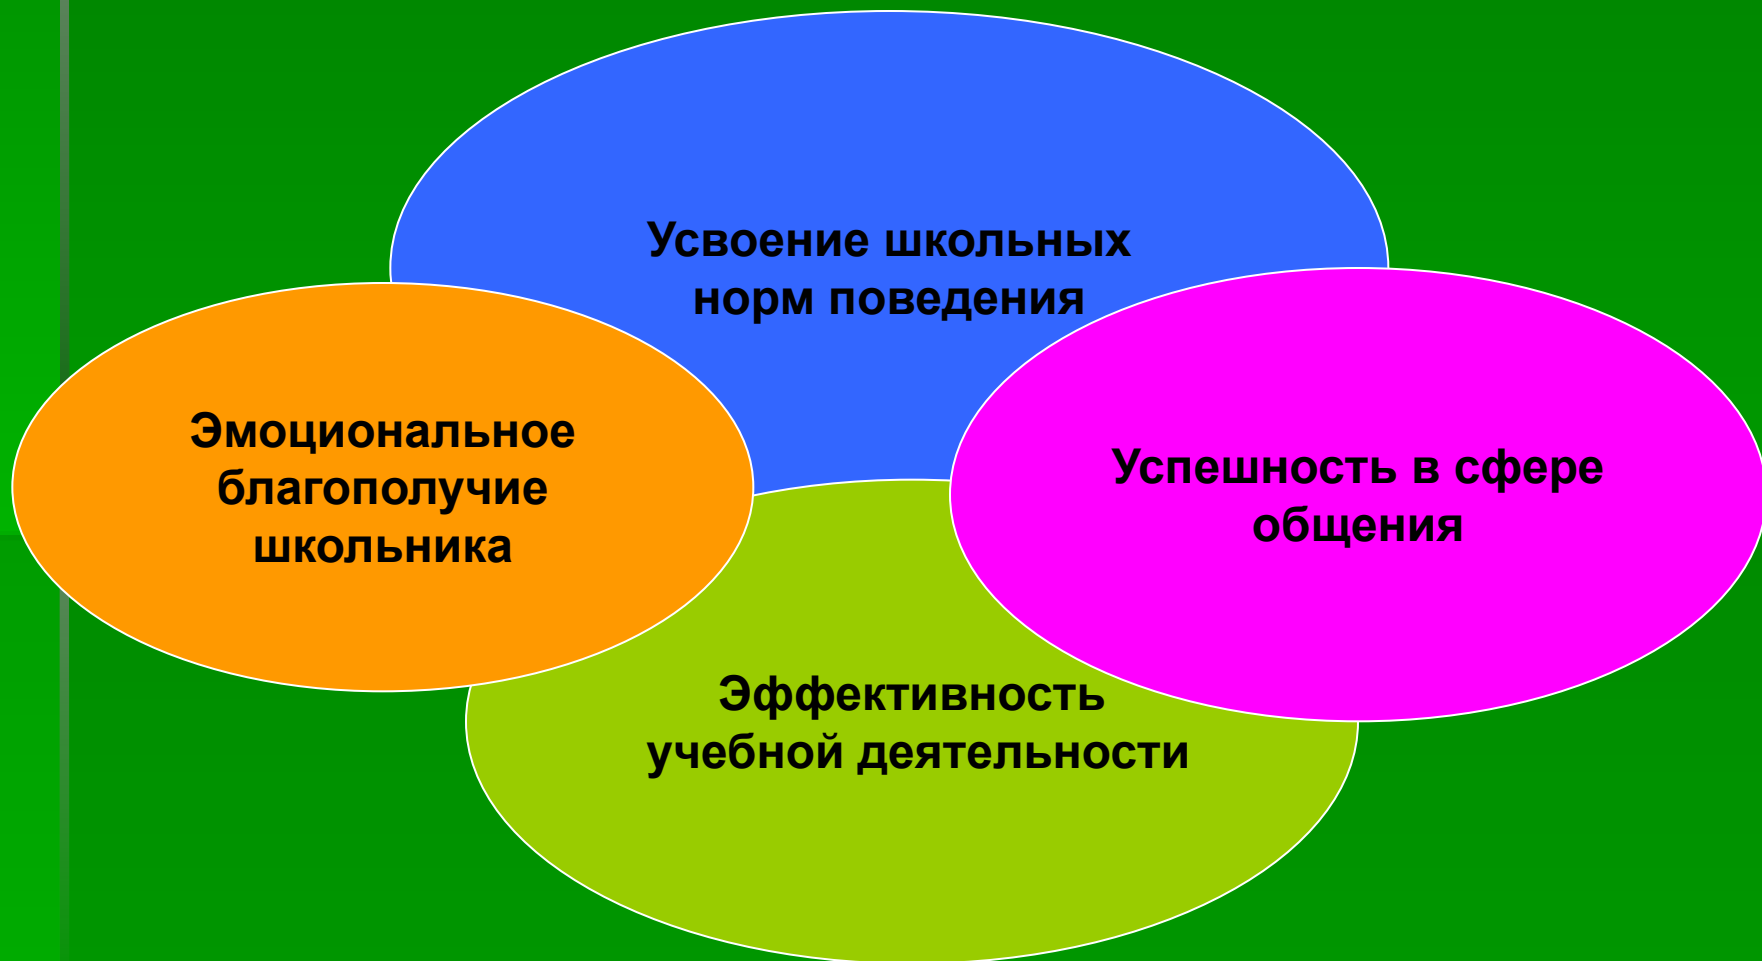 Усвоение школьных
норм поведения
Эмоциональное
благополучие
школьника
Успешность в сфере
общения
Эффективность
учебной деятельности